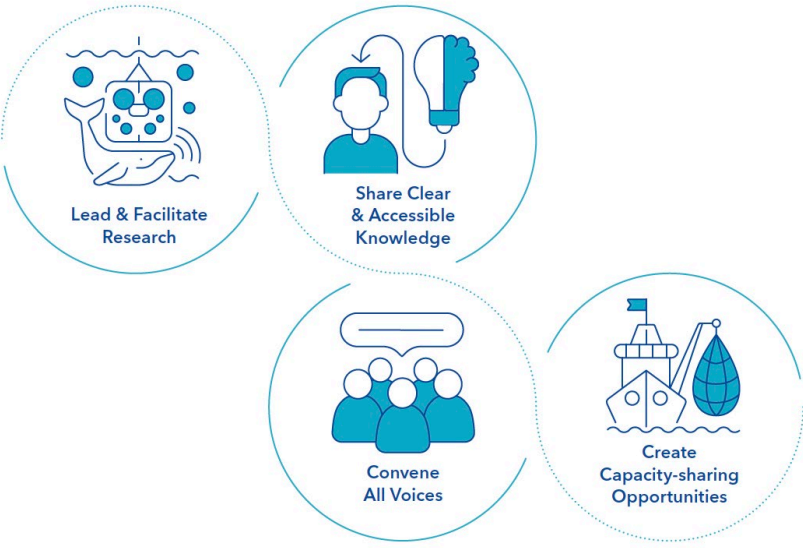 Lead & Facilitate
Research
Share Clear
& Accessible
Knowledge
Convene
All Voices
Create
Capacity-sharing
Opportunities